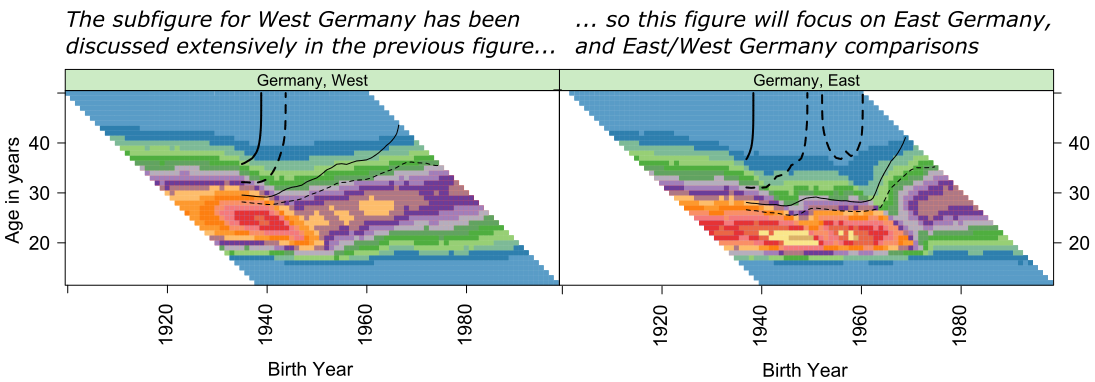 The subfigure for West Germany has been
discussed extensively in the previous figure...
... so this figure will focus on East Germany,
and East/West Germany comparisons
Germany, West
Germany, East
Age in years
40
30
20
40
30
20
1920
1940
1960
1980
1920
1940
1960
1980
Birth Year
Birth Year